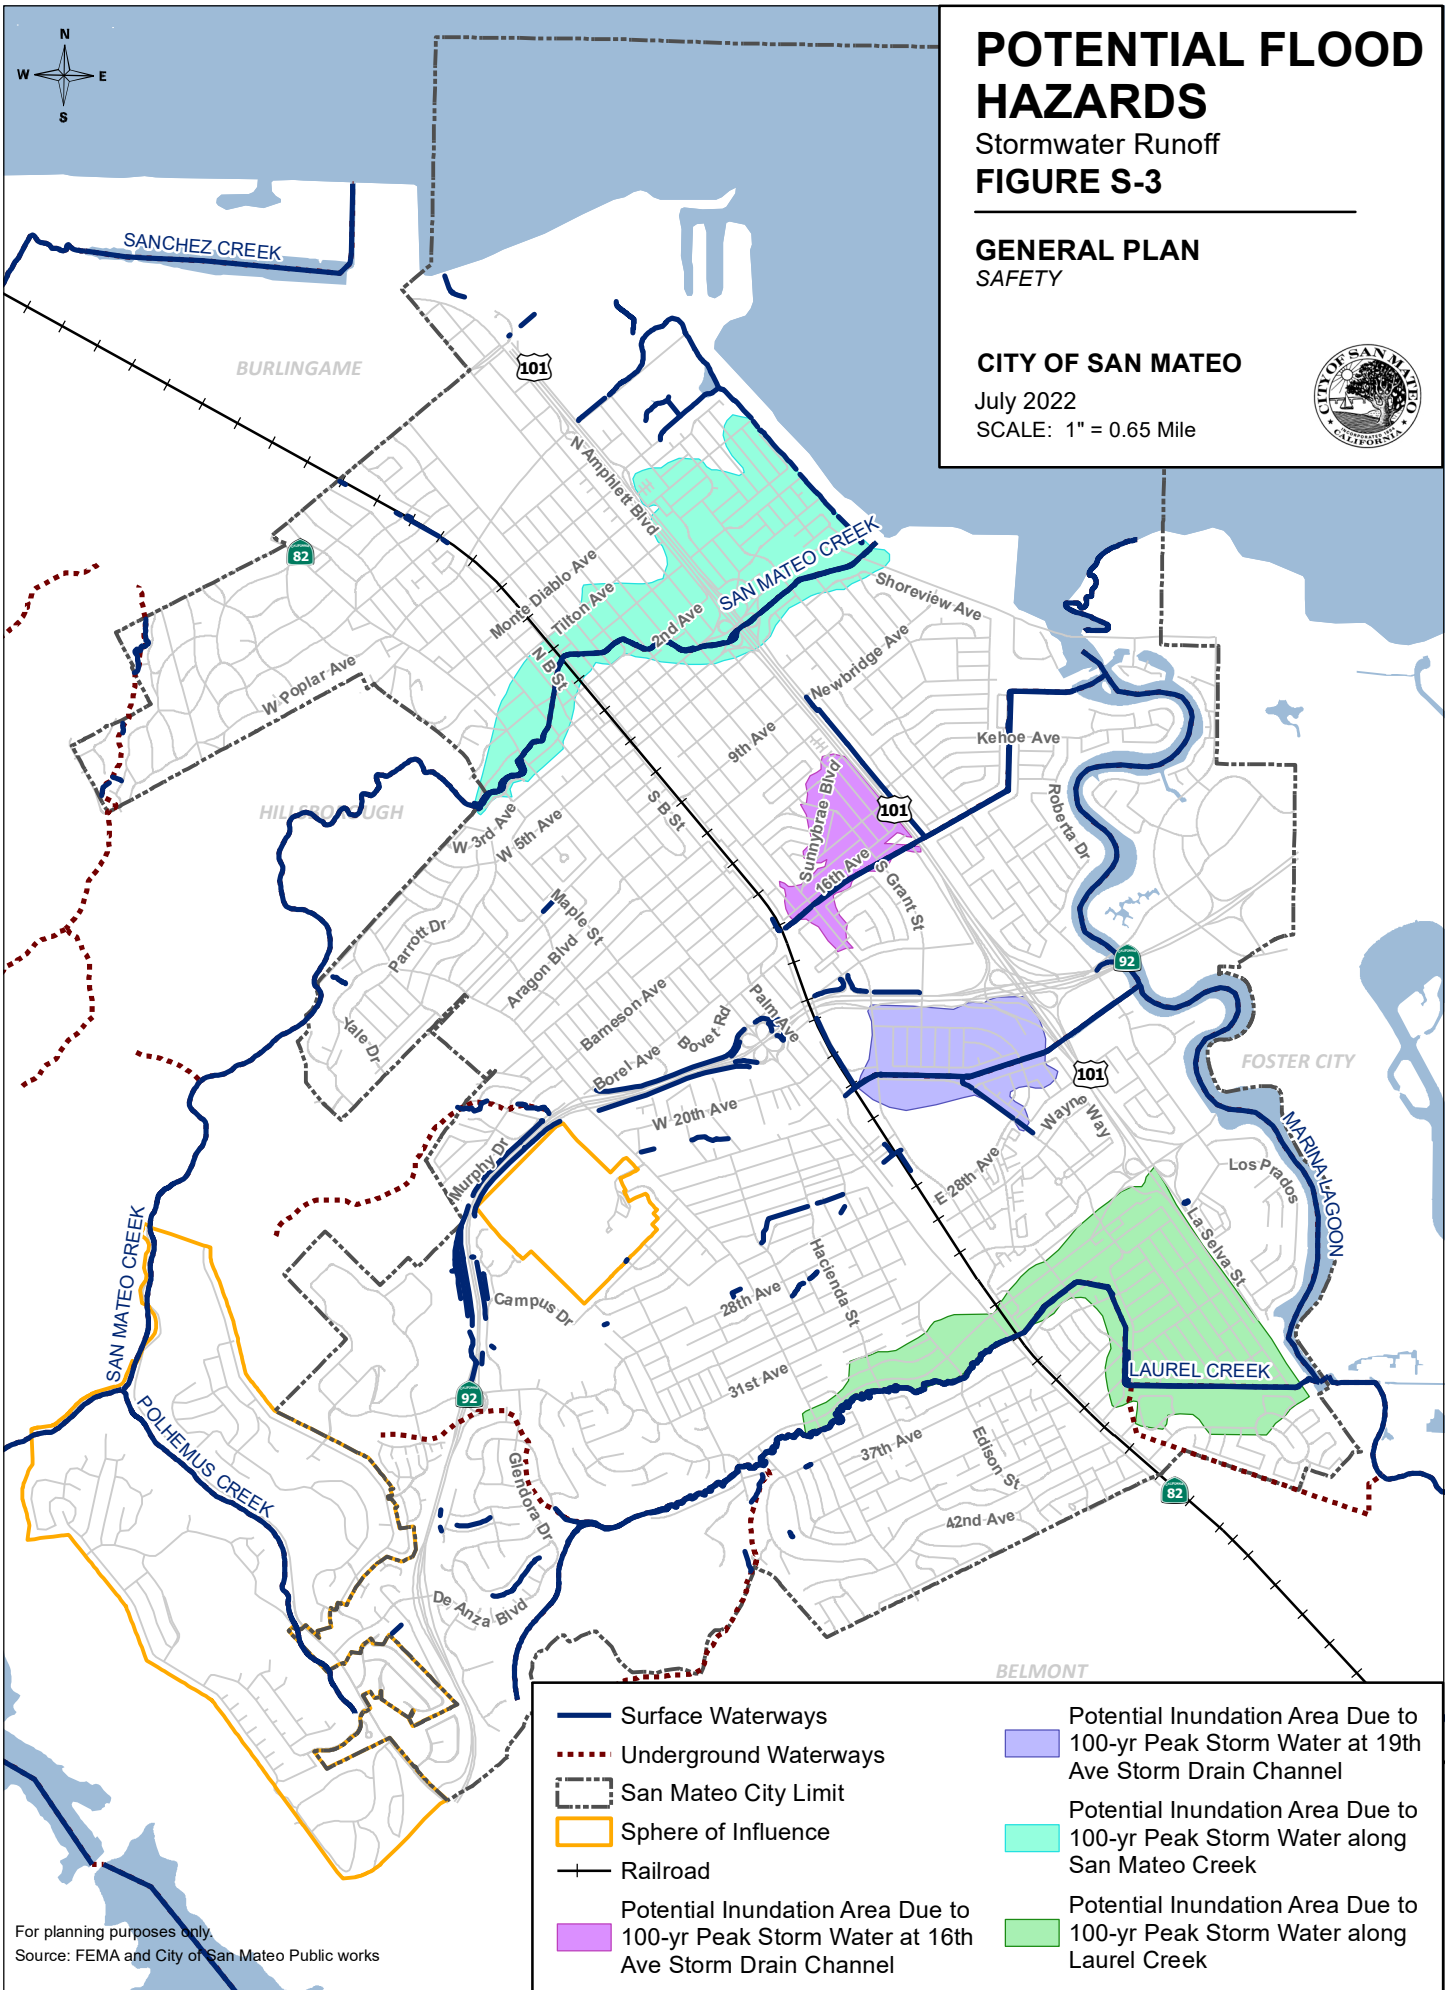 N
W E
S
POTENTIAL FLOOD
HAZARDS
Stormwater Runoff
FIGURE S-3
GENERAL PLAN
SAFETY
CITY OF SAN MATEO
July 2022
SCALE: 1" = 0.65 Mile
CITY OF SAN MATEO
INCORPORATED 1894
CALIFORNIA
SANCHEZ CREEK
BURLINGAME
101
N Amphlett Blvd
82
SAN MATEO CREEK
Monte Diablo Ave
Tilton Ave
2nd Ave
Shoreview Ave
N B St
W Poplar Ave
Newbridge Ave
9th Ave
Kehoe Ave
HILLSBOROUGH
W 3rd Ave
W 5th Ave
S B St
Sunnybrae Blvd
101
Roberta Dr
16th Ave
S Grant St
Maple St
Parrott Dr
Aragon Blvd
92
Yale Dr
Barneson Ave
Palm Ave
Bovet Rd
Borel Ave
FOSTER CITY
101
W 20th Ave
Wayne Way
MARINA LAGOON
Murphy Dr
E 28th Ave
Los Prados
La Selva St
SAN MATEO CREEK
Hacienda St
Campus Dr
28th Ave
31st Ave
LAUREL CREEK
92
POLHEMUS CREEK
37th Ave
Edison St
Glendora Dr
82
42nd Ave
De Anza Blvd
BELMONT
Surface Waterways
Underground Waterways
San Mateo City Limit
Sphere of Influence
Railroad
Potential Inundation Area Due to
100-yr Peak Storm Water at 16th
Ave Storm Drain Channel
Potential Inundation Area Due to
100-yr Peak Storm Water at 19th
Ave Storm Drain Channel
Potential Inundation Area Due to
100-yr Peak Storm Water along
San Mateo Creek
Potential Inundation Area Due to
100-yr Peak Storm Water along
Laurel Creek
For planning purposes only.
Source: FEMA and City of San Mateo Public works